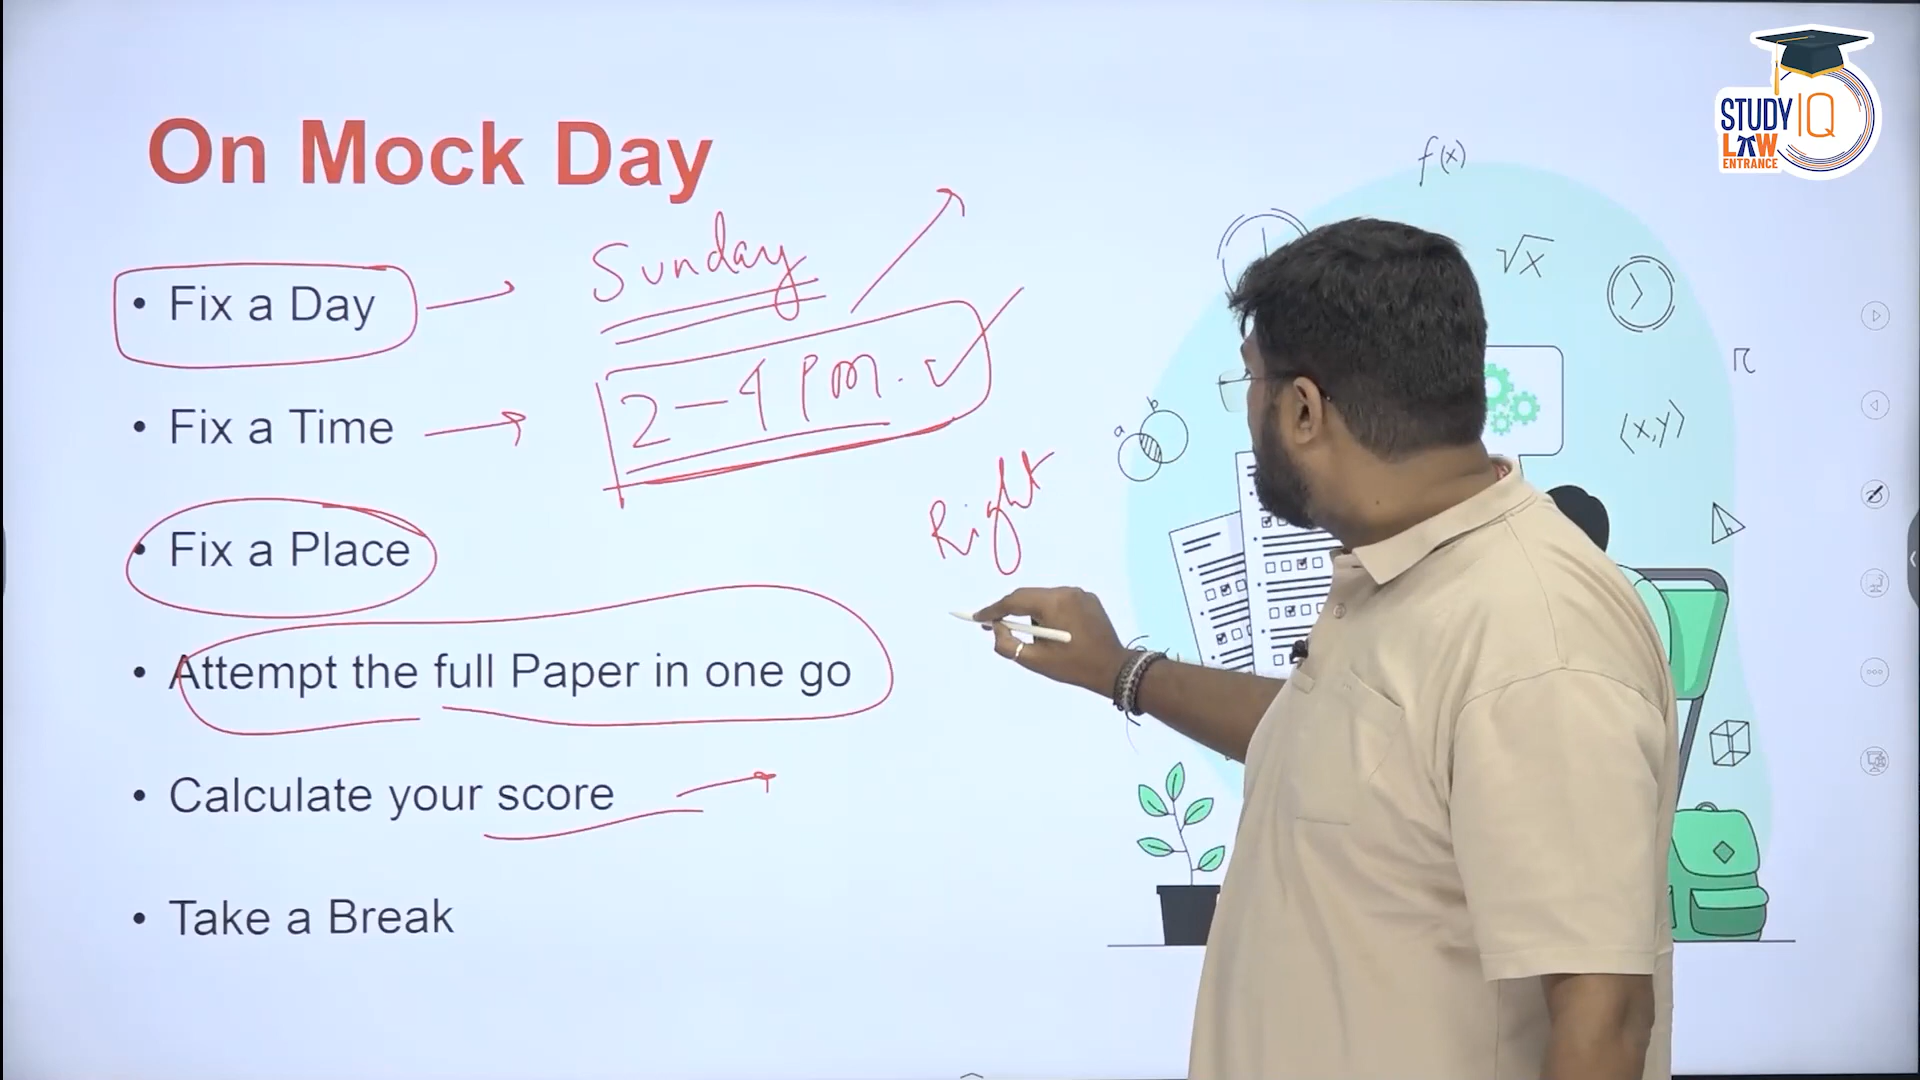 On Mock Day
STUDY IQ
LAW
ENTRANCE
f(x)
• Fix a Day
Sunday
√x
• Fix a Time
2-4 pm.
π
b
a
(x,y)
Right
• Fix a Place
• Attempt the full Paper in one go
• Calculate your score
• Take a Break